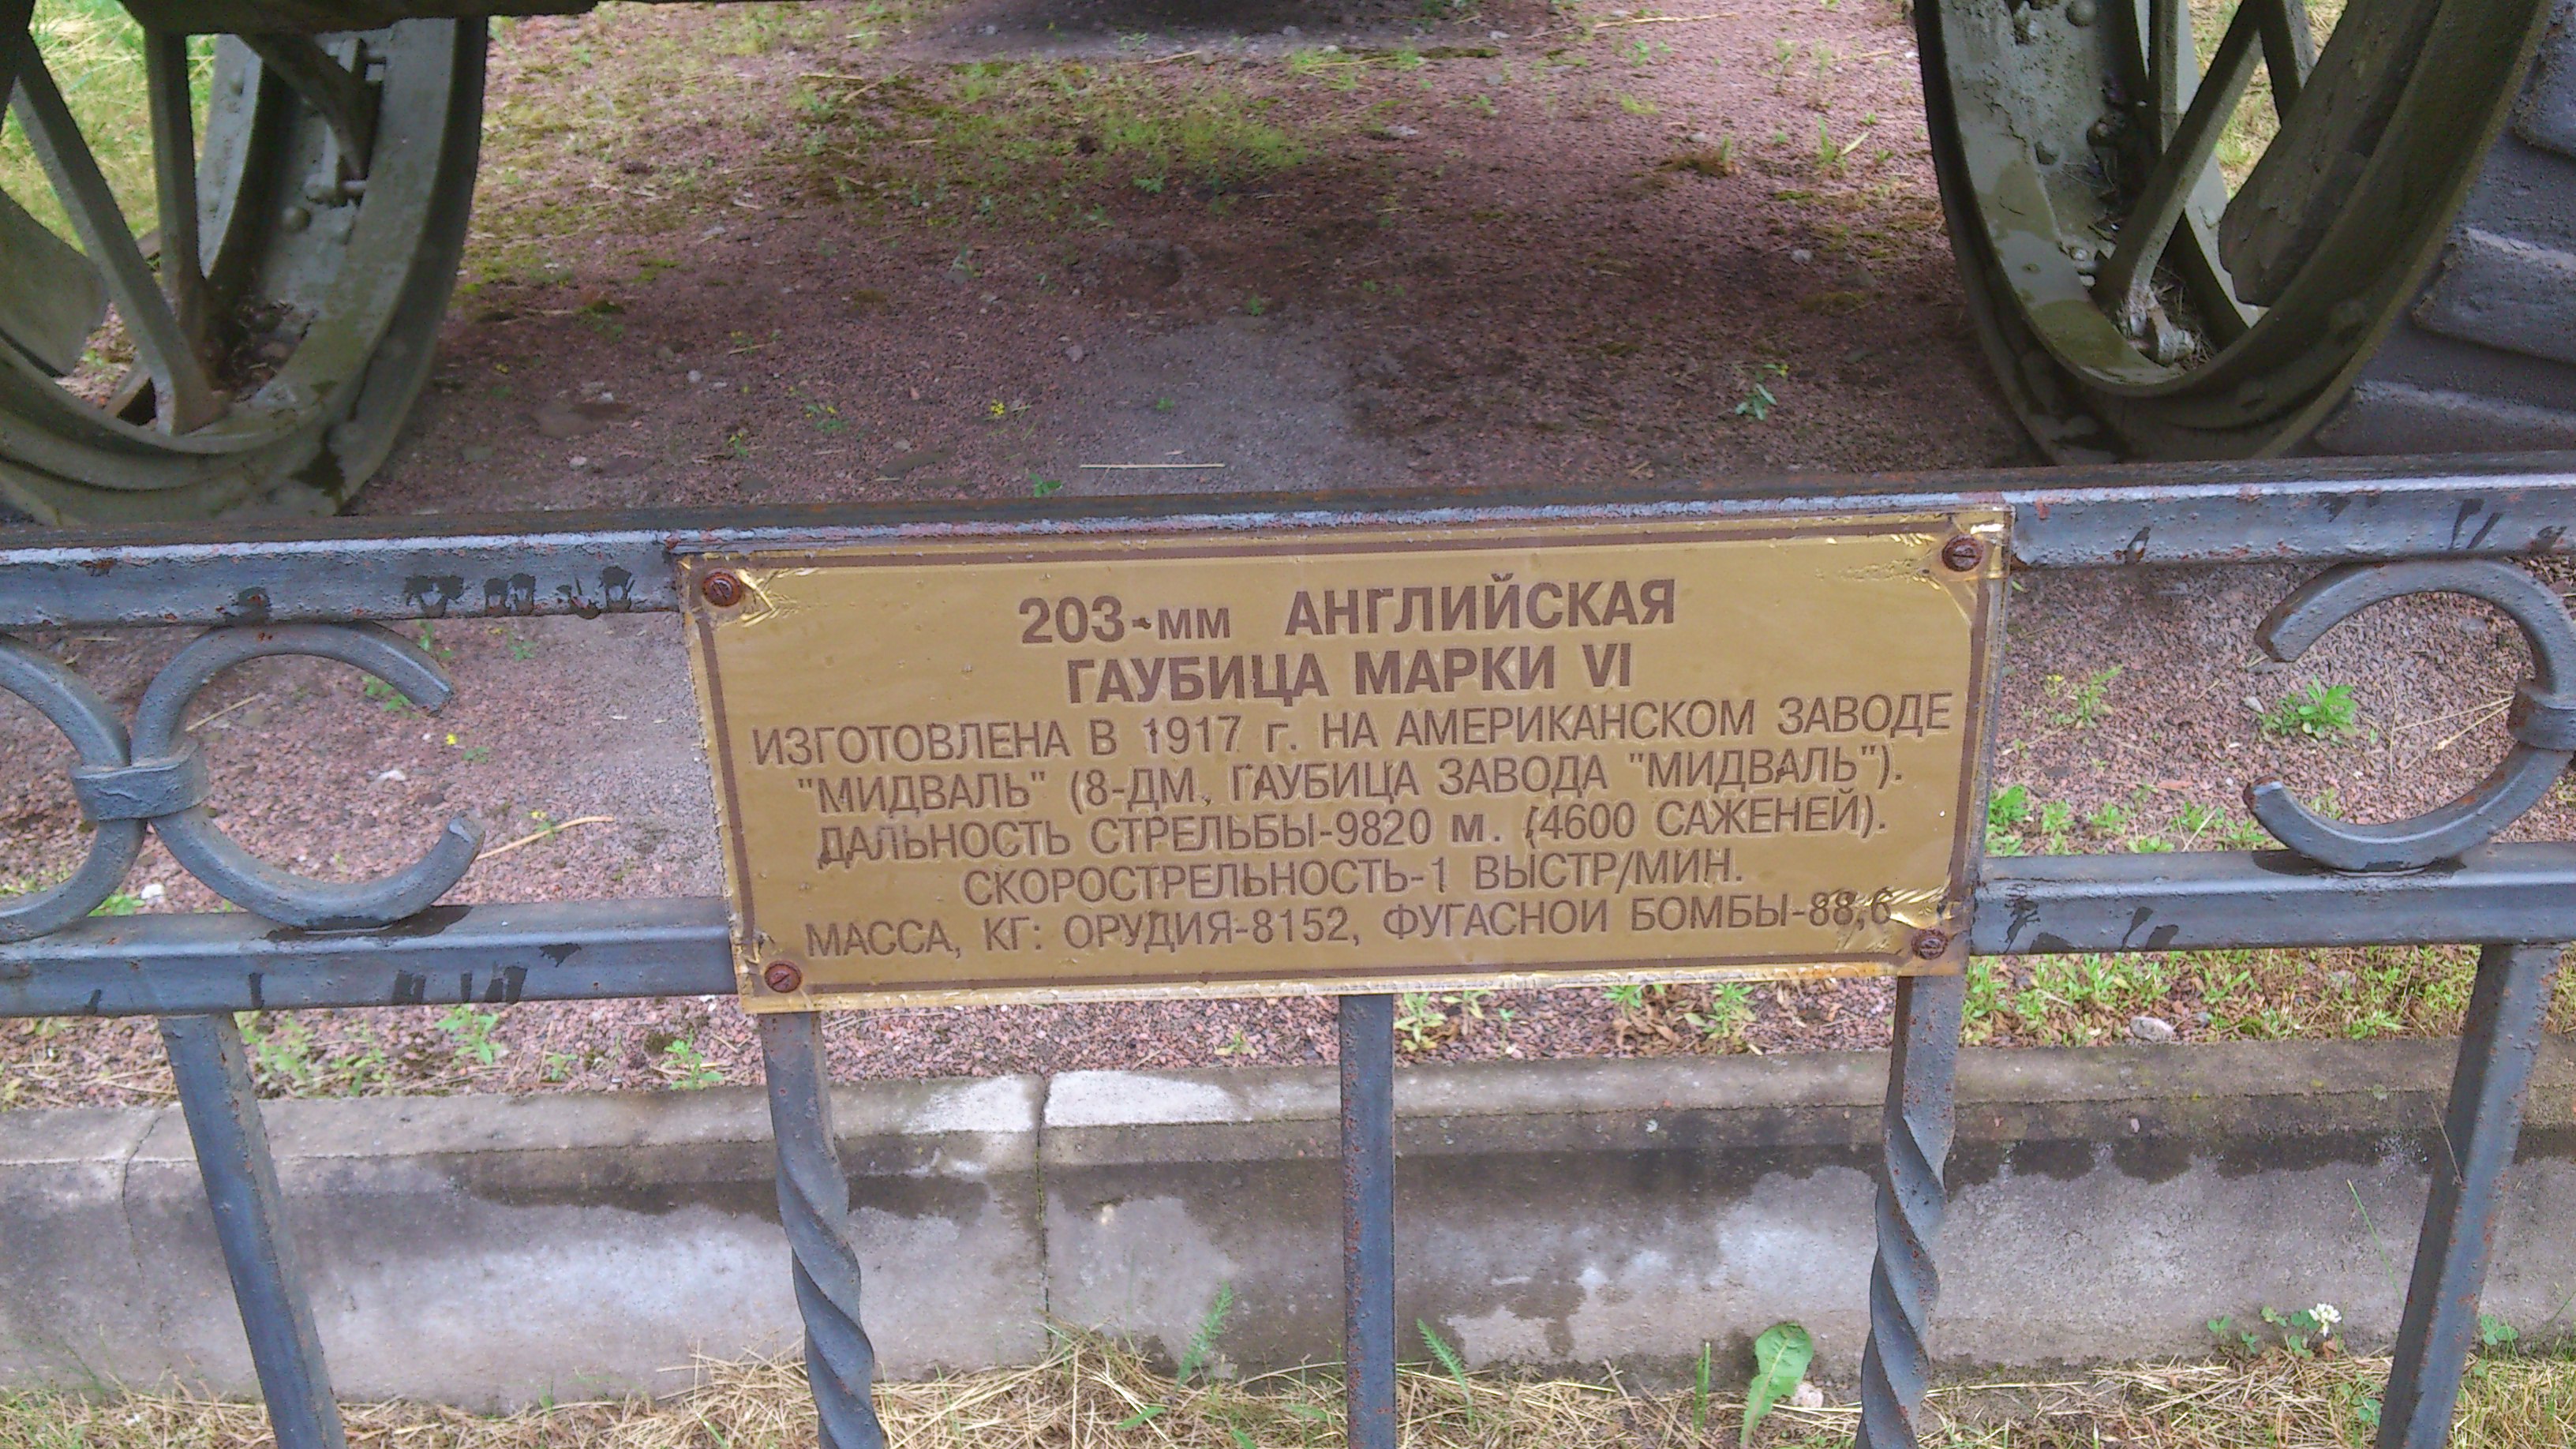 203-мм АНГЛИЙСКАЯ
ГАУБИЦА МАРКИ VI
ИЗГОТОВЛЕНА В 1917 г. НА АМЕРИКАНСКОМ ЗАВОДЕ
"МИДВАЛЬ" (8-ДМ. ГАУБИЦА ЗАВОДА "МИДВАЛЬ").
ДАЛЬНОСТЬ СТРЕЛЬБЫ-9820 м. (4600 САЖЕНЕЙ).
СКОРОСТРЕЛЬНОСТЬ-1 ВЫСТР/МИН.
МАССА, КГ: ОРУДИЯ-8152, ФУГАСНОЙ БОМБЫ-88,6